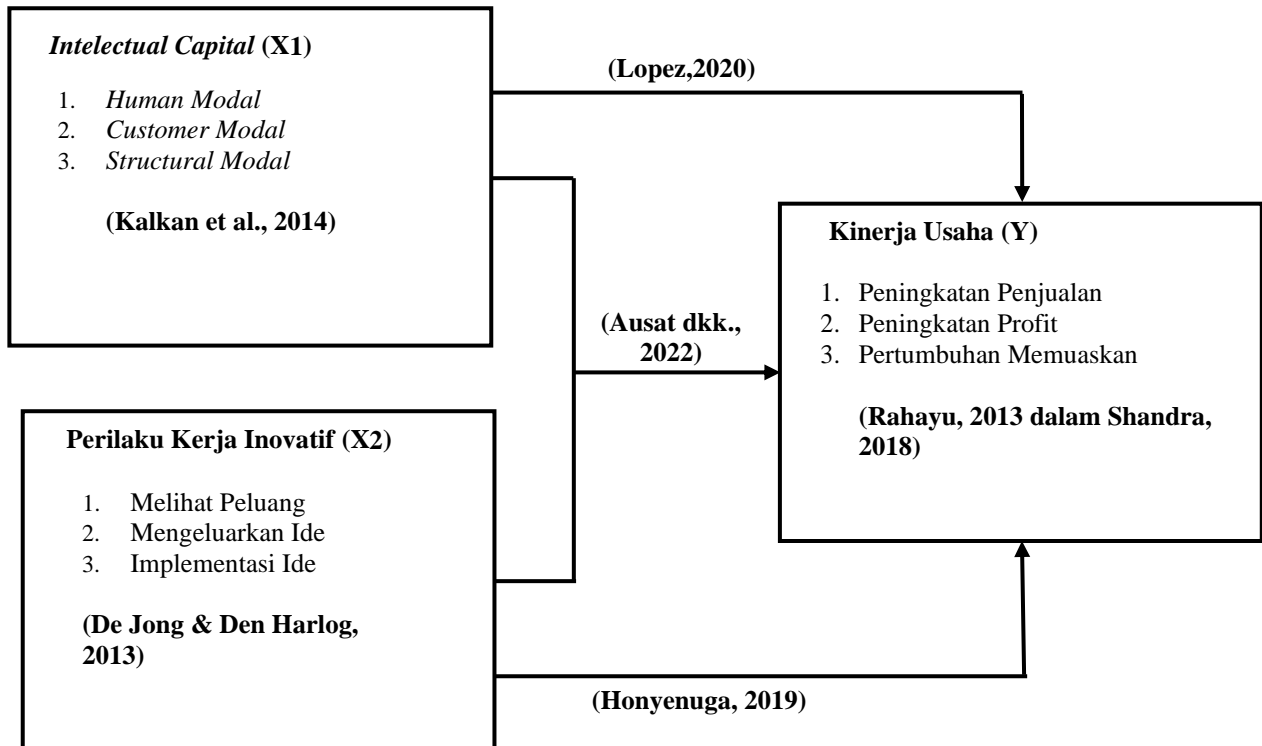 Intelectual Capital (X1)
1. Human Modal
2. Customer Modal
3. Structural Modal
(Kalkan et al., 2014)
(Lopez,2020)
Kinerja Usaha (Y)
1. Peningkatan Penjualan
2. Peningkatan Profit
3. Pertumbuhan Memuaskan
(Rahayu, 2013 dalam Shandra,
2018)
(Ausat dkk.,
2022)
Perilaku Kerja Inovatif (X2)
1. Melihat Peluang
2. Mengeluarkan Ide
3. Implementasi Ide
(De Jong & Den Harlog,
2013)
(Honyenuga, 2019)